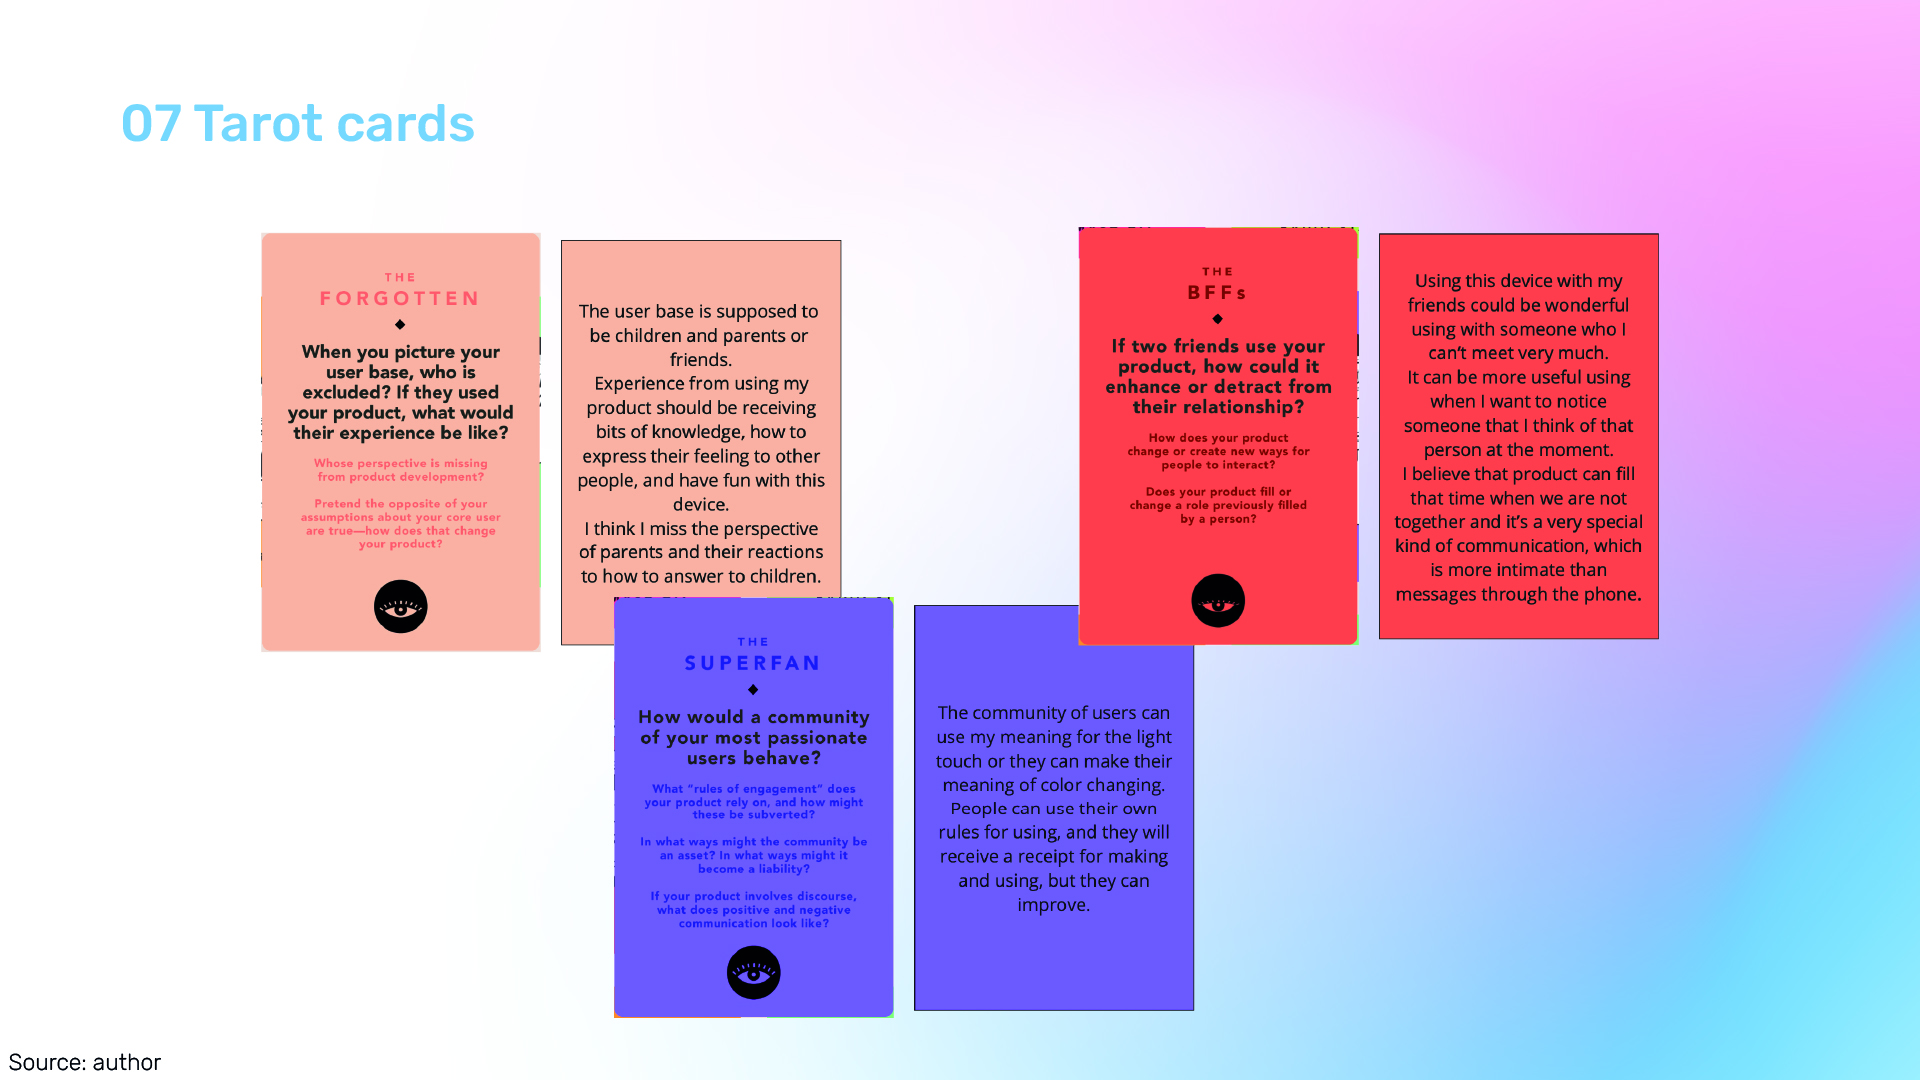 07 Tarot cards
THE
FORGOTTEN
When you picture your
user base, who is
excluded? If they used
your product, what would
their experience be like?
Whose perspective is missing
from product development?
Pretend the opposite of your
assumptions about your core user
are true—how does that change
your product?
The user base is supposed to
be children and parents or
friends.
Experience from using my
product should be receiving
bits of knowledge, how to
express their feeling to other
people, and have fun with this
device.
I think I miss the perspective
of parents and their reactions
to how to answer to children.
THE
BFFs
If two friends use your
product, how could it
enhance or detract from
their relationship?
How does your product
change or create new ways for
people to interact?
Does your product fill or
change a role previously filled
by a person?
Using this device with my
friends could be wonderful
using with someone who I
can't meet very much.
It can be more useful using
when I want to notice
someone that I think of that
person at the moment.
I believe that product can fill
that time when we are not
together and it's a very special
kind of communication, which
is more intimate than
messages through the phone.
THE
SUPERFAN
How would a community
of your most passionate
users behave?
What "rules of engagement" does
your product rely on, and how might
these be subverted?
In what ways might the community be
an asset? In what ways might it
become a liability?
If your product involves discourse,
what does positive and negative
communication look like?
The community of users can
use my meaning for the light
touch or they can make their
meaning of color changing.
People can use their own
rules for using, and they will
receive a receipt for making
and using, but they can
improve.
Source: author